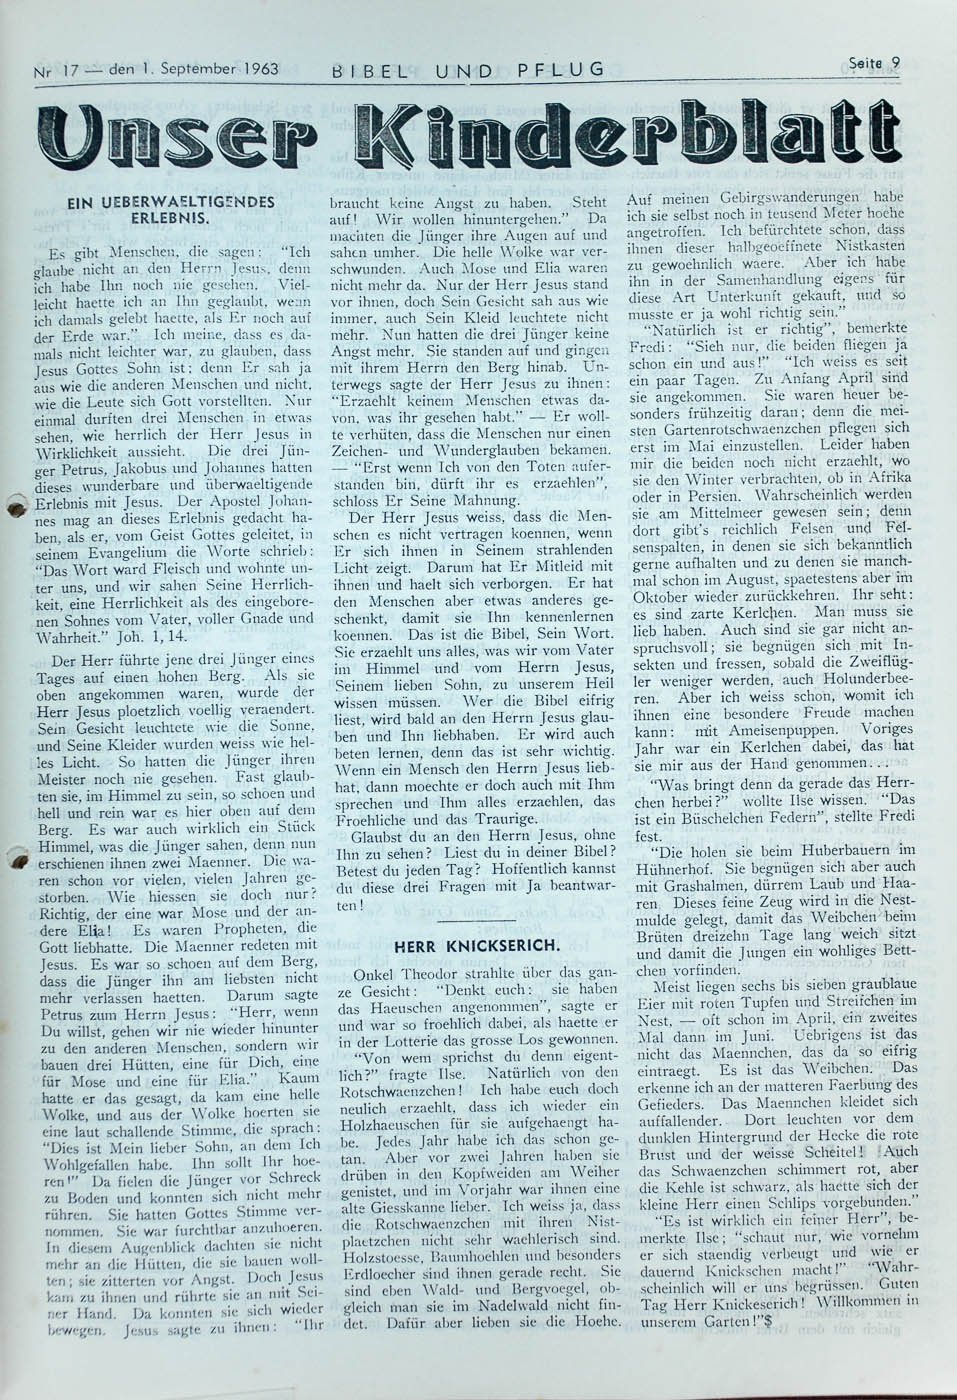 Nr 17 — den 1. September 1963 BIBEL UND PFLUG Seite 9
Unser Kinderblatt
EIN UEBERWAELTIGENDES
ERLEBNIS.
Es gibt Menschen, die sagen: "Ich
glaube nicht an den Herrn Jesus, denn
ich habe Ihn noch nie gesehen. Viel-
leicht haette ich an Ihn geglaubt, wenn
ich damals gelebt haette, als Er noch auf
der Erde war." Ich meine, dass es da-
mals nicht leichter war, zu glauben, dass
Jesus Gottes Sohn ist; denn Er sah ja
aus wie die anderen Menschen und nicht,
wie die Leute sich Gott vorstellten. Nur
einmal durften drei Menschen in etwas
sehen, wie herrlich der Herr Jesus in
Wirklichkeit aussieht. Die drei Jün-
ger Petrus, Jakobus und Johannes hatten
dieses wunderbare und überwaeltigende
Erlebnis mit Jesus. Der Apostel Johan-
nes mag an dieses Erlebnis gedacht ha-
ben, als er, vom Geist Gottes geleitet, in
seinem Evangelium die Worte schrieb:
"Das Wort ward Fleisch und wohnte un-
ter uns, und wir sahen Seine Herrlich-
keit, eine Herrlichkeit als des eingebore-
nen Sohnes vom Vater, voller Gnade und
Wahrheit." Joh. 1, 14.
Der Herr führte jene drei Jünger eines
Tages auf einen hohen Berg. Als sie
oben angekommen waren, wurde der
Herr Jesus ploetzlich voellig veraendert.
Sein Gesicht leuchtete wie die Sonne,
und Seine Kleider wurden weiss wie hel-
les Licht. So hatten die Jünger ihren
Meister noch nie gesehen. Fast glaub-
ten sie, im Himmel zu sein, so schoen und
hell und rein war es hier oben auf dem
Berg. Es war auch wirklich ein Stück
Himmel, was die Jünger sahen, denn nun
erschienen ihnen zwei Maenner. Die wa-
ren schon vor vielen, vielen Jahren ge-
storben. Wie hiessen sie doch nur?
Richtig, der eine war Mose und der an-
dere Elia! Es waren Propheten, die
Gott liebhatte. Die Maenner redeten mit
Jesus. Es war so schoen auf dem Berg,
dass die Jünger ihn am liebsten nicht
mehr verlassen haetten. Darum sagte
Petrus zum Herrn Jesus: "Herr, wenn
Du willst, gehen wir nie wieder hinunter
zu den anderen Menschen, sondern wir
bauen drei Hütten, eine für Dich, eine
für Mose und eine für Elia." Kaum
hatte er das gesagt, da kam eine helle
Wolke, und aus der Wolke hoerten sie
eine laut schallende Stimme, die sprach:
"Dies ist Mein lieber Sohn, an dem Ich
Wohlgefallen habe. Ihn sollt Ihr hoe-
ren!" Da fielen die Jünger vor Schreck
zu Boden und konnten sich nicht mehr
rühren. Sie hatten Gottes Stimme ver-
nommen. Sie war furchtbar anzuhoeren.
In diesem Augenblick dachten sie nicht
mehr an die Hütten, die sie bauen woll-
ten; sie zitterten vor Angst. Doch Jesus
kam zu ihnen und rührte sie an mit Sei-
ner Hand. Da konnten sie sich wieder
bewegen. Jesus sagte zu ihnen: "Ihr
braucht keine Angst zu haben. Steht
auf! Wir wollen hinuntergehen." Da
machten die Jünger ihre Augen auf und
sahen umher. Die helle Wolke war ver-
schwunden. Auch Mose und Elia waren
nicht mehr da. Nur der Herr Jesus stand
vor ihnen, doch Sein Gesicht sah aus wie
immer, auch Sein Kleid leuchtete nicht
mehr. Nun hatten die drei Jünger keine
Angst mehr. Sie standen auf und gingen
mit ihrem Herrn den Berg hinab. Un-
terwegs sagte der Herr Jesus zu ihnen:
"Erzaehlt keinem Menschen etwas da-
von, was ihr gesehen habt." — Er woll-
te verhüten, dass die Menschen nur einen
Zeichen- und Wunderglauben bekamen.
— "Erst wenn Ich von den Toten aufer-
standen bin, dürft ihr es erzaehlen",
schloss Er Seine Mahnung.
Der Herr Jesus weiss, dass die Men-
schen es nicht vertragen koennen, wenn
Er sich ihnen in Seinem strahlenden
Licht zeigt. Darum hat Er Mitleid mit
ihnen und haelt sich verborgen. Er hat
den Menschen aber etwas anderes ge-
schenkt, damit sie Ihn kennenlernen
koennen. Das ist die Bibel, Sein Wort.
Sie erzaehlt uns alles, was wir vom Vater
im Himmel und vom Herrn Jesus,
Seinem lieben Sohn, zu unserem Heil
wissen müssen. Wer die Bibel eifrig
liest, wird bald an den Herrn Jesus glau-
ben und Ihn liebhaben. Er wird auch
beten lernen, denn das ist sehr wichtig.
Wenn ein Mensch den Herrn Jesus lieb-
hat, dann moechte er doch auch mit Ihm
sprechen und Ihm alles erzaehlen, das
Froehliche und das Traurige.
Glaubst du an den Herrn Jesus, ohne
Ihn zu sehen? Liest du in deiner Bibel?
Betest du jeden Tag? Hoffentlich kannst
du diese drei Fragen mit Ja beantwar-
ten!
HERR KNICKSERICH.
Onkel Theodor strahlte über das gan-
ze Gesicht: "Denkt euch: sie haben
das Haeuschen angenommen", sagte er
und war so froehlich dabei, als haette er
in der Lotterie das grosse Los gewonnen.
"Von wem sprichst du denn eigent-
lich?" fragte Ilse. Natürlich von den
Rotschwaenzchen! Ich habe euch doch
neulich erzaehlt, dass ich wieder ein
Holzhaeuschen für sie aufgehaengt ha-
be. Jedes Jahr habe ich das schon ge-
tan. Aber vor zwei Jahren haben sie
drüben in den Kopfweiden am Weiher
genistet, und im Vorjahr war ihnen eine
alte Giesskanne lieber. Ich weiss ja, dass
die Rotschwaenzchen mit ihren Nist-
plaetzchen nicht sehr waehlerisch sind.
Holzstoesse, Baumhoehlen und besonders
Erdloecher sind ihnen gerade recht. Sie
sind eben Wald- und Bergvoegel, ob-
gleich man sie im Nadelwald nicht fin-
det. Dafür aber lieben sie die Hoehe.
Auf meinen Gebirgswanderungen habe
ich sie selbst noch in teusend Meter hoehe
angetroffen. Ich befürchtete schon, dass
ihnen dieser halbgeoeffnete Nistkasten
zu gewoehnlich waere. Aber ich habe
ihn in der Samenhandlung eigens für
diese Art Unterkunft gekauft, und so
musste er ja wohl richtig sein."
"Natürlich ist er richtig", bemerkte
Fredi: "Sieh nur, die beiden fliegen ja
schon ein und aus!" "Ich weiss es seit
ein paar Tagen. Zu Anfang April sind
sie angekommen. Sie waren heuer be-
sonders frühzeitig daran; denn die mei-
sten Gartenrotschwaenzchen pflegen sich
erst im Mai einzustellen. Leider haben
mir die beiden noch nicht erzaehlt, wo
sie den Winter verbrachten, ob in Afrika
oder in Persien. Wahrscheinlich werden
sie am Mittelmeer gewesen sein; denn
dort gibt's reichlich Felsen und Fel-
senspalten, in denen sie sich bekanntlich
gerne aufhalten und zu denen sie manch-
mal schon im August, spaetestens aber im
Oktober wieder zurückkehren. Ihr seht:
es sind zarte Kerlchen. Man muss sie
lieb haben. Auch sind sie gar nicht an-
spruchsvoll; sie begnügen sich mit In-
sekten und fressen, sobald die Zweiflüg-
ler weniger werden, auch Holunderbee-
ren. Aber ich weiss schon, womit ich
ihnen eine besondere Freude machen
kann: mit Ameisenpuppen. Voriges
Jahr war ein Kerlchen dabei, das hat
sie mir aus der Hand genommen...
"Was bringt denn da gerade das Herr-
chen herbei?" wollte Ilse wissen. "Das
ist ein Büschelchen Federn", stellte Fredi
fest.
"Die holen sie beim Huberbauern im
Hühnerhof. Sie begnügen sich aber auch
mit Grashalmen, dürrem Laub und Haa-
ren. Dieses feine Zeug wird in die Nest-
mulde gelegt, damit das Weibchen beim
Brüten dreizehn Tage lang weich sitzt
und damit die Jungen ein wohliges Bett-
chen vorfinden.
Meist liegen sechs bis sieben graublaue
Eier mit roten Tupfen und Streifchen im
Nest, — oft schon im April, ein zweites
Mal dann im Juni. Uebrigens ist das
nicht das Maennchen, das da so eifrig
eintraegt. Es ist das Weibchen. Das
erkenne ich an der matteren Faerbung des
Gefieders. Das Maennchen kleidet sich
auffallender. Dort leuchten vor dem
dunklen Hintergrund der Hecke die rote
Brust und der weisse Scheitel! Auch
das Schwaenzchen schimmert rot, aber
die Kehle ist schwarz, als haette sich der
kleine Herr einen Schlips vorgebunden."
"Es ist wirklich ein feiner Herr", be-
merkte Ilse; "schaut nur, wie vornehm
er sich staendig verbeugt und wie er
dauernd Knickschen macht!" "Wahr-
scheinlich will er uns begrüssen. Guten
Tag Herr Knickeserich! Willkommen in
unserem Garten!"$